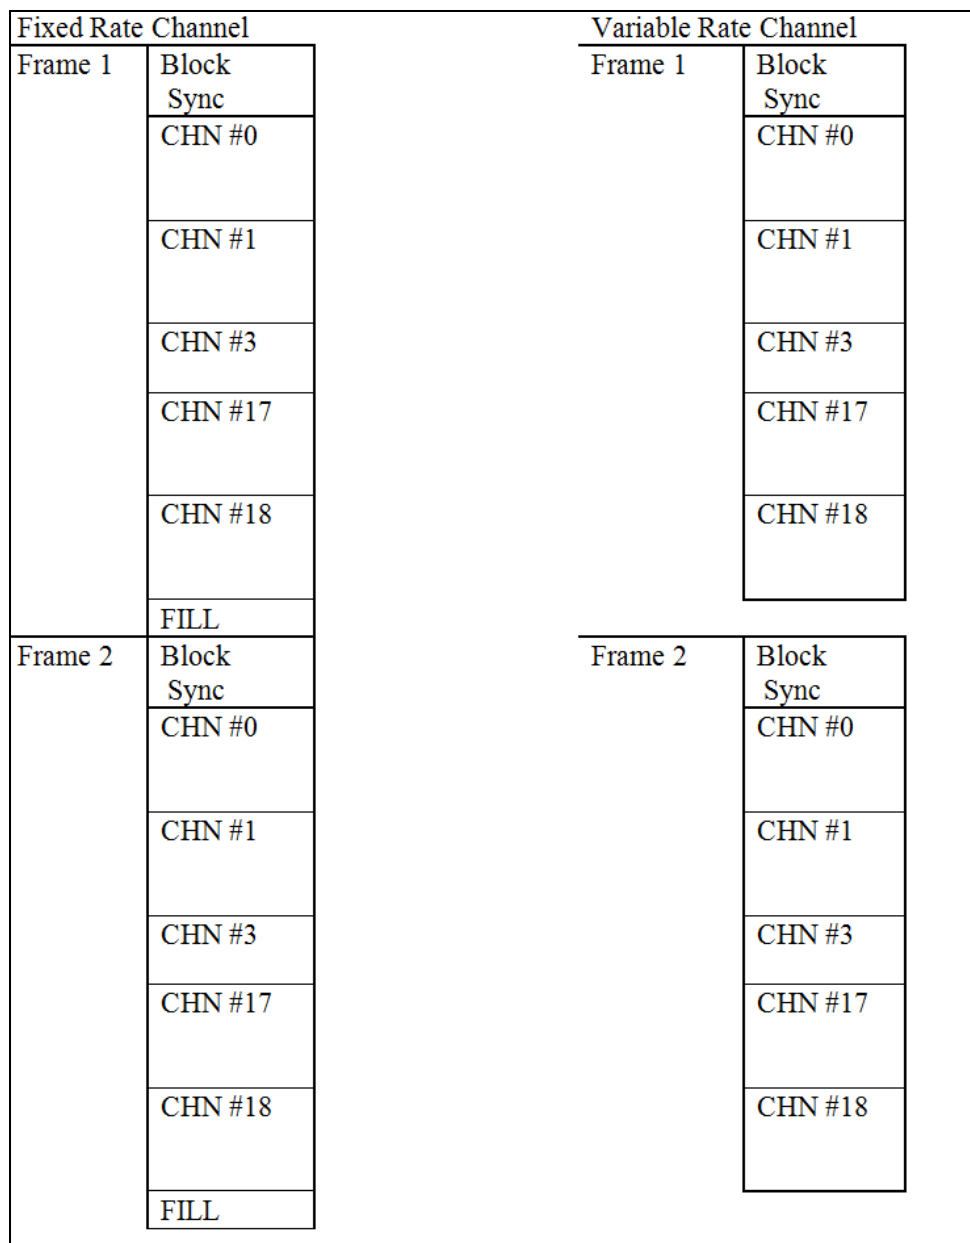 Fixed Rate Channel
Frame 1
Block
Sync
CHN #0
CHN #1
CHN #3
CHN #17
CHN #18
FILL
Frame 2
Block
Sync
CHN #0
CHN #1
CHN #3
CHN #17
CHN #18
FILL
Variable Rate Channel
Frame 1
Block
Sync
CHN #0
CHN #1
CHN #3
CHN #17
CHN #18
Frame 2
Block
Sync
CHN #0
CHN #1
CHN #3
CHN #17
CHN #18